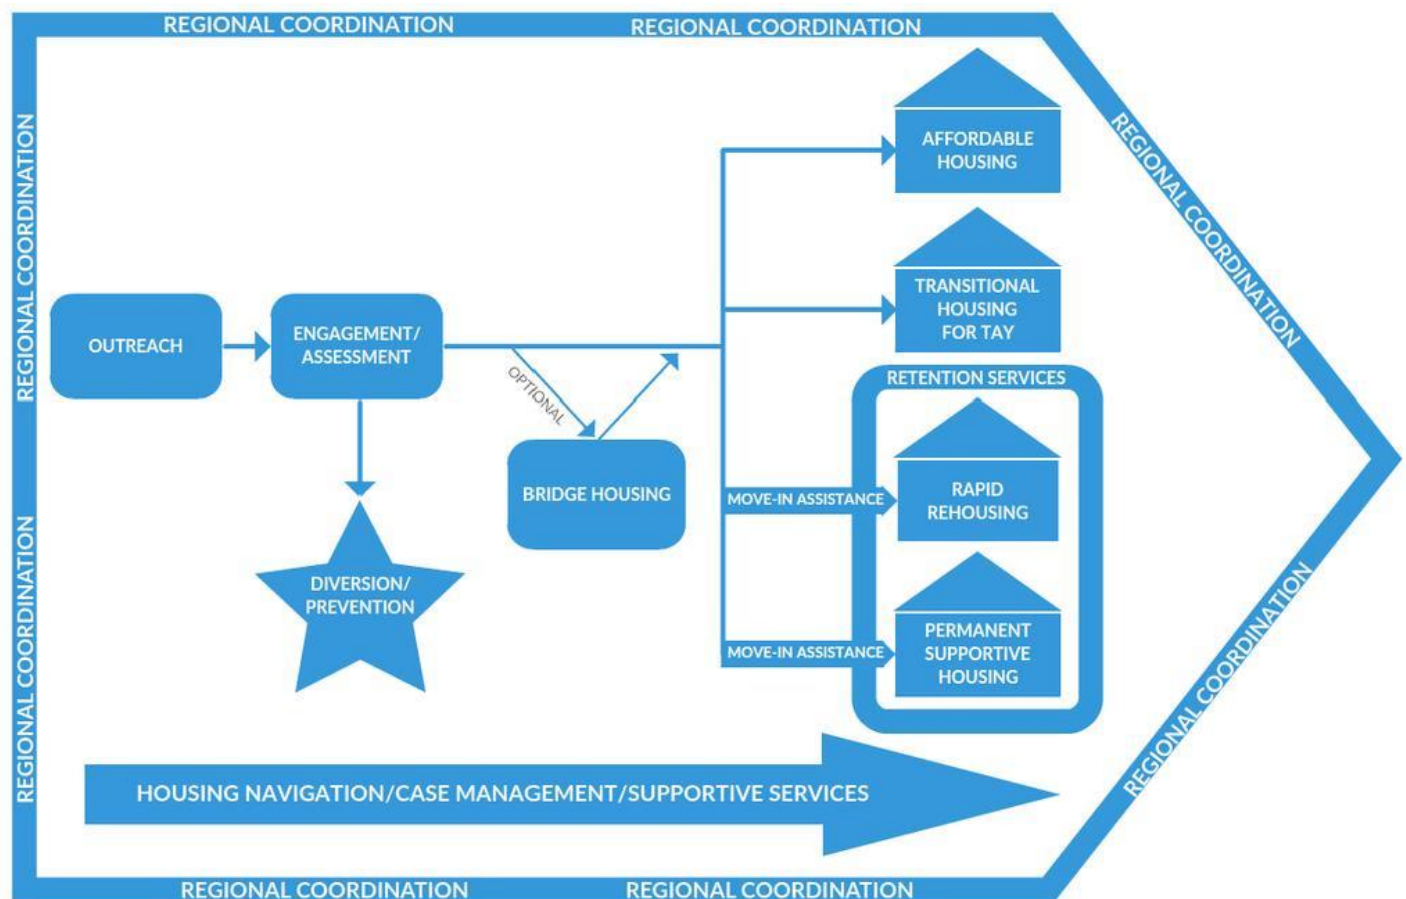 REGIONAL COORDINATION
REGIONAL COORDINATION
REGIONAL COORDINATION
REGIONAL COORDINATION
AFFORDABLE
HOUSING
TRANSITIONAL
HOUSING
FOR TAY
OUTREACH
ENGAGEMENT/
ASSESSMENT
OPTIONAL
BRIDGE HOUSING
RETENTION SERVICES
MOVE-IN ASSISTANCE
RAPID
REHOUSING
DIVERSION/
PREVENTION
MOVE-IN ASSISTANCE
PERMANENT
SUPPORTIVE
HOUSING
REGIONAL COORDINATION
REGIONAL COORDINATION
HOUSING NAVIGATION/CASE MANAGEMENT/SUPPORTIVE SERVICES
REGIONAL COORDINATION
REGIONAL COORDINATION